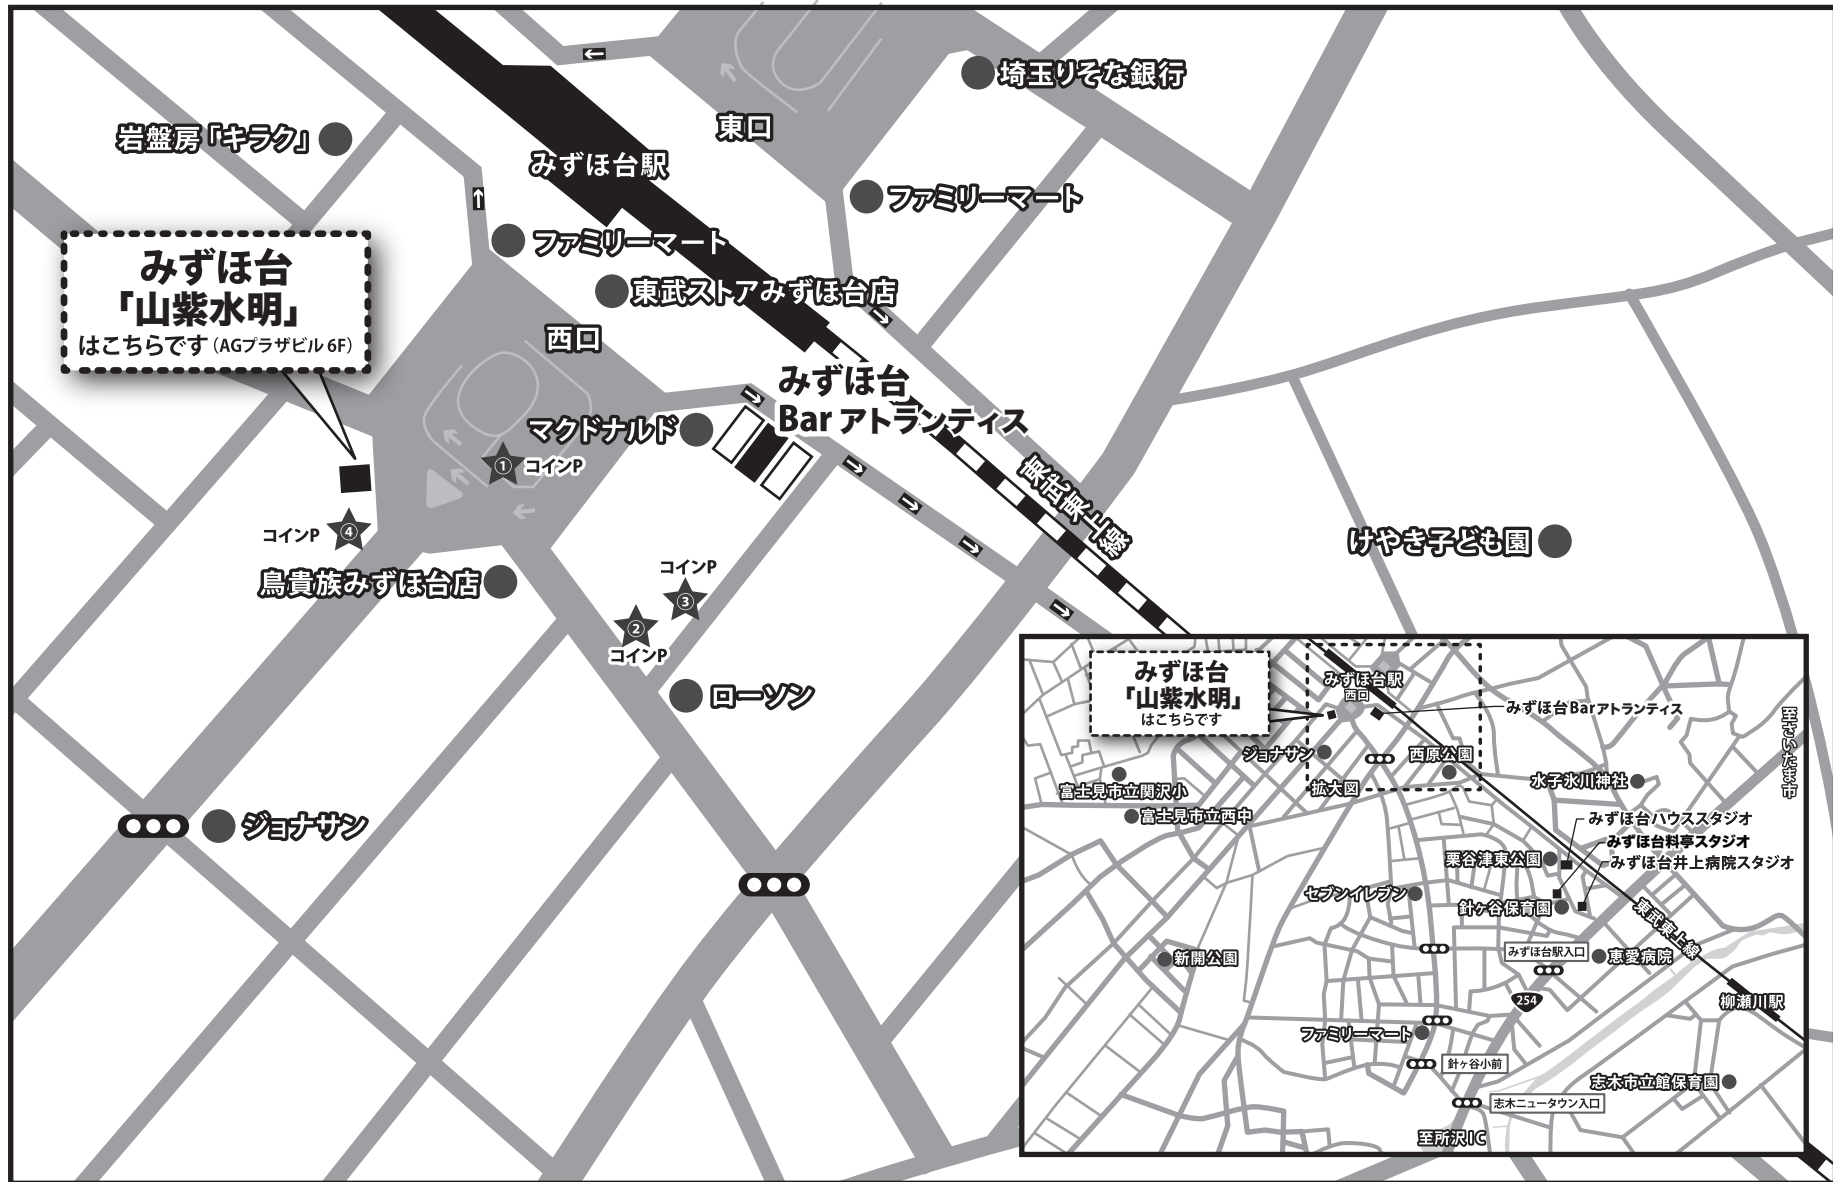 埼玉りそな銀行
東口
岩盤房「キラク」
みずほ台駅
ファミリーマート
ファミリーマート
東武ストアみずほ台店
みずほ台
「山紫水明」
はこちらです（AGプラザビル 6F）
西口
みずほ台
Bar アトランティス
マクドナルド
① コインP
東武東上線
コインP ④
けやき子ども園
鳥貴族みずほ台店
コインP
③
②
コインP
ローソン
ジョナサン
みずほ台
「山紫水明」
はこちらです
みずほ台駅
西口
みずほ台Barアトランティス
至さいたま市
ジョナサン
西原公園
富士見市立関沢小
拡大図
水子氷川神社
富士見市立西中
みずほ台ハウススタジオ
みずほ台料亭スタジオ
栗谷津東公園
みずほ台井上病院スタジオ
セブンイレブン
針ヶ谷保育園
東武東上線
新開公園
みずほ台駅入口
恵愛病院
254
柳瀬川駅
ファミリーマート
針ヶ谷小前
志木市立館保育園
志木ニュータウン入口
至所沢IC